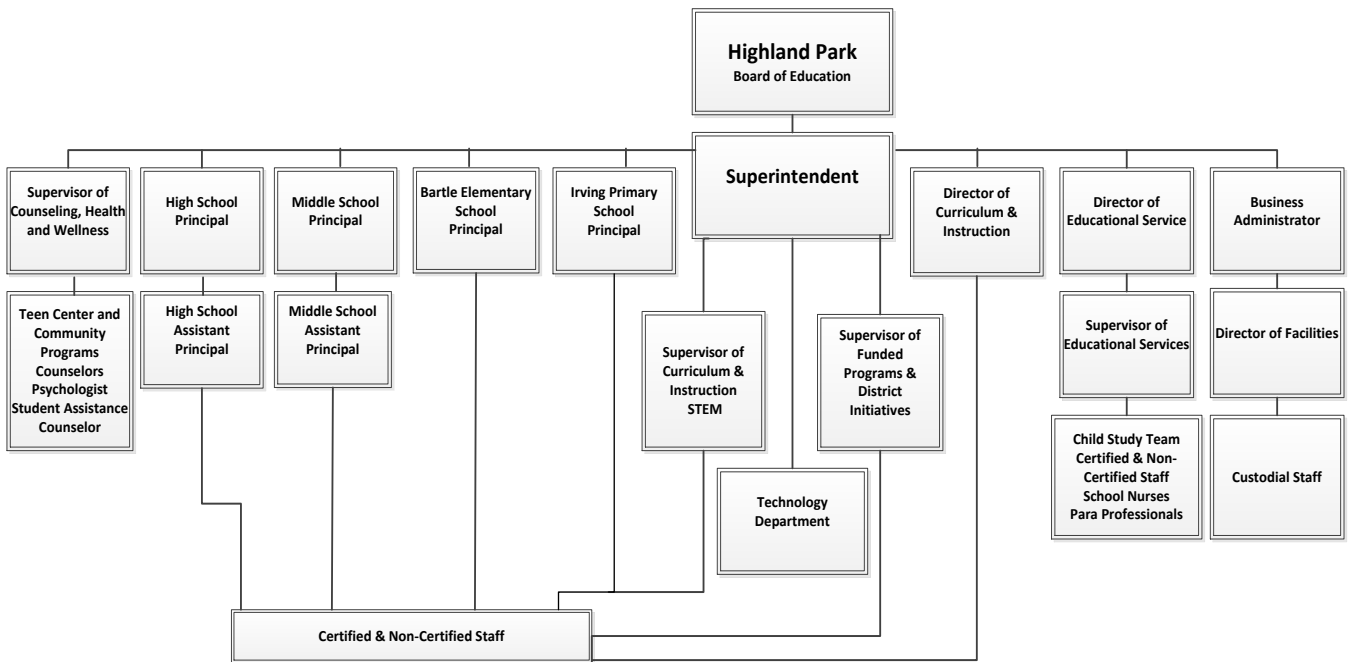 Highland Park
Board of Education
Superintendent
Supervisor of
Counseling, Health
and Wellness
High School
Principal
Middle School
Principal
Bartle Elementary
School
Principal
Irving Primary
School
Principal
Director of
Curriculum &
Instruction
Director of
Educational Service
Business
Administrator
Teen Center and
Community
Programs
Counselors
Psychologist
Student Assistance
Counselor
High School
Assistant
Principal
Middle School
Assistant
Principal
Supervisor of
Curriculum &
Instruction
STEM
Supervisor of
Funded
Programs &
District
Initiatives
Supervisor of
Educational Services
Director of Facilities
Technology
Department
Child Study Team
Certified & Non-
Certified Staff
School Nurses
Para Professionals
Custodial Staff
Certified & Non-Certified Staff